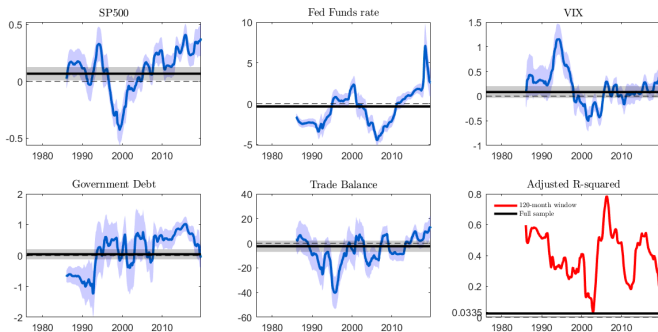 SP500
0.5
0
-0.5
1980 1990 2000 2010
Fed Funds rate
10
5
0
-5
1980 1990 2000 2010
VIX
1.5
1
0.5
0
-0.5
-1
1980 1990 2000 2010
Government Debt
2
1
0
-1
-2
1980 1990 2000 2010
Trade Balance
40
20
0
-20
-40
-60
1980 1990 2000 2010
Adjusted R-squared
0.8
0.6
0.4
0.2
0.0335
0
120-month window
Full sample
1980 1990 2000 2010